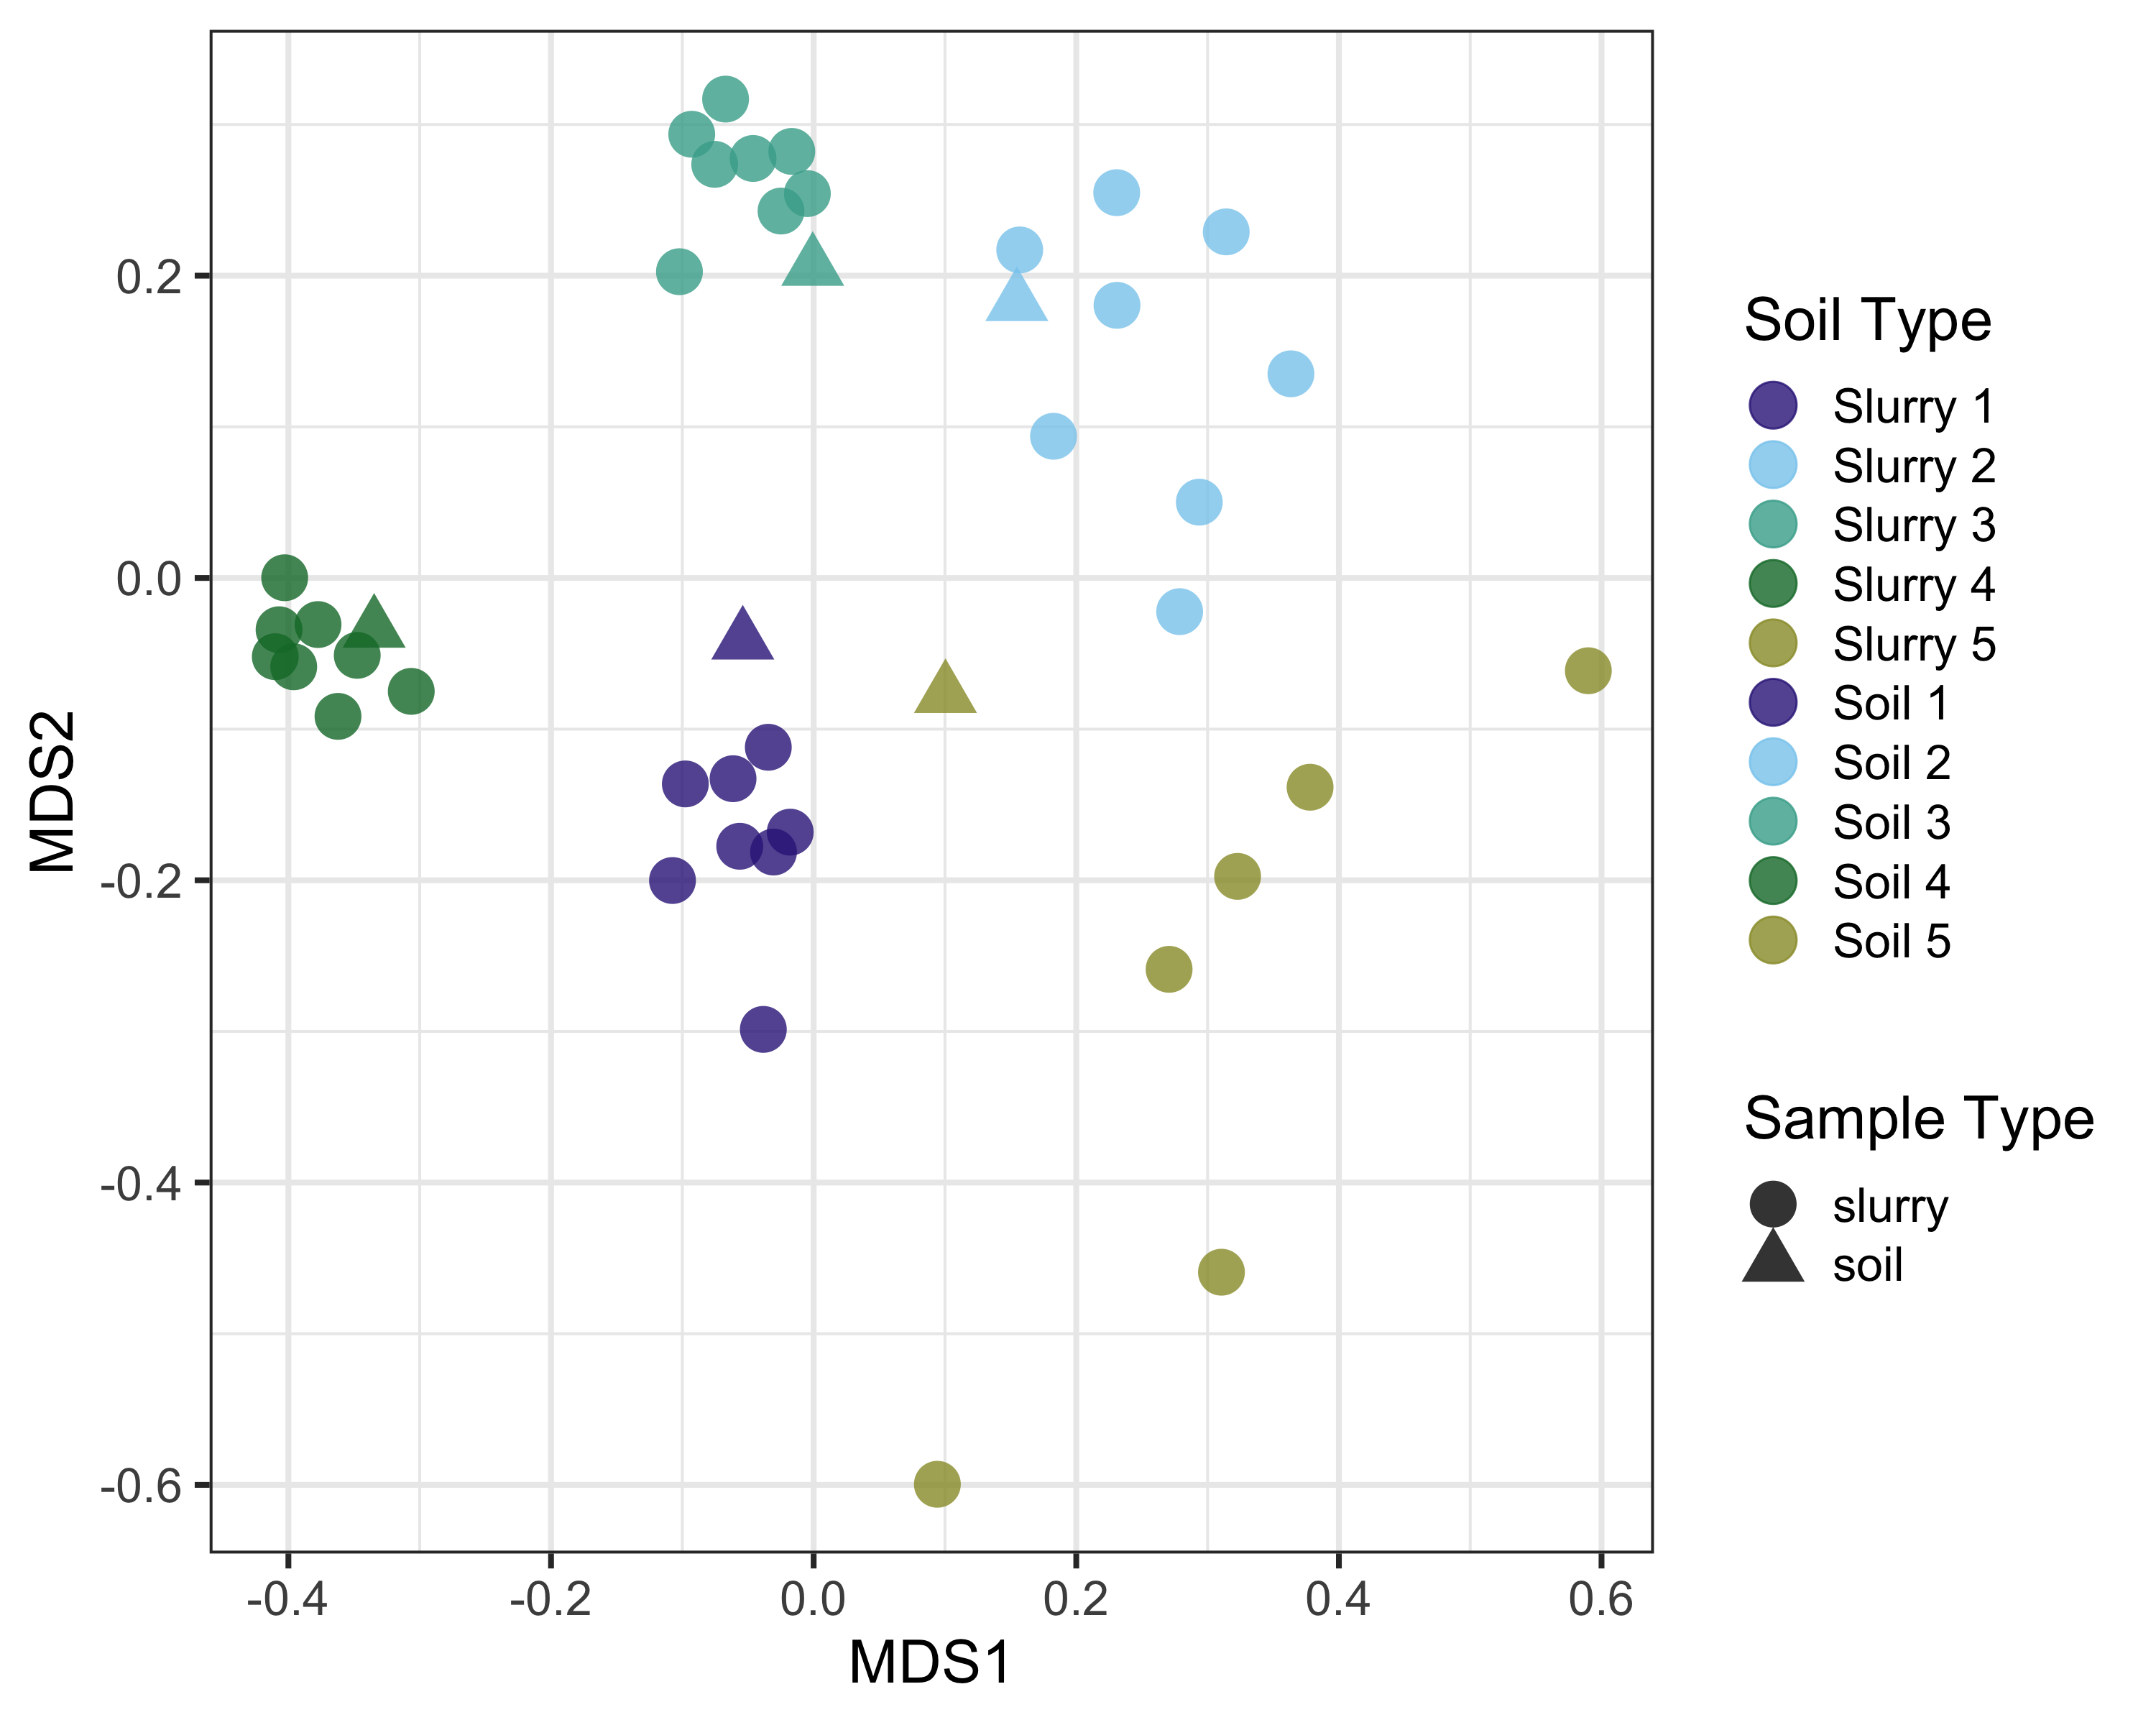 MDS2
0.2
0.0
-0.2
-0.4
-0.6
-0.4
-0.2
0.0
0.2
0.4
0.6
MDS1
Soil Type
Slurry 1
Slurry 2
Slurry 3
Slurry 4
Slurry 5
Soil 1
Soil 2
Soil 3
Soil 4
Soil 5
Sample Type
slurry
soil